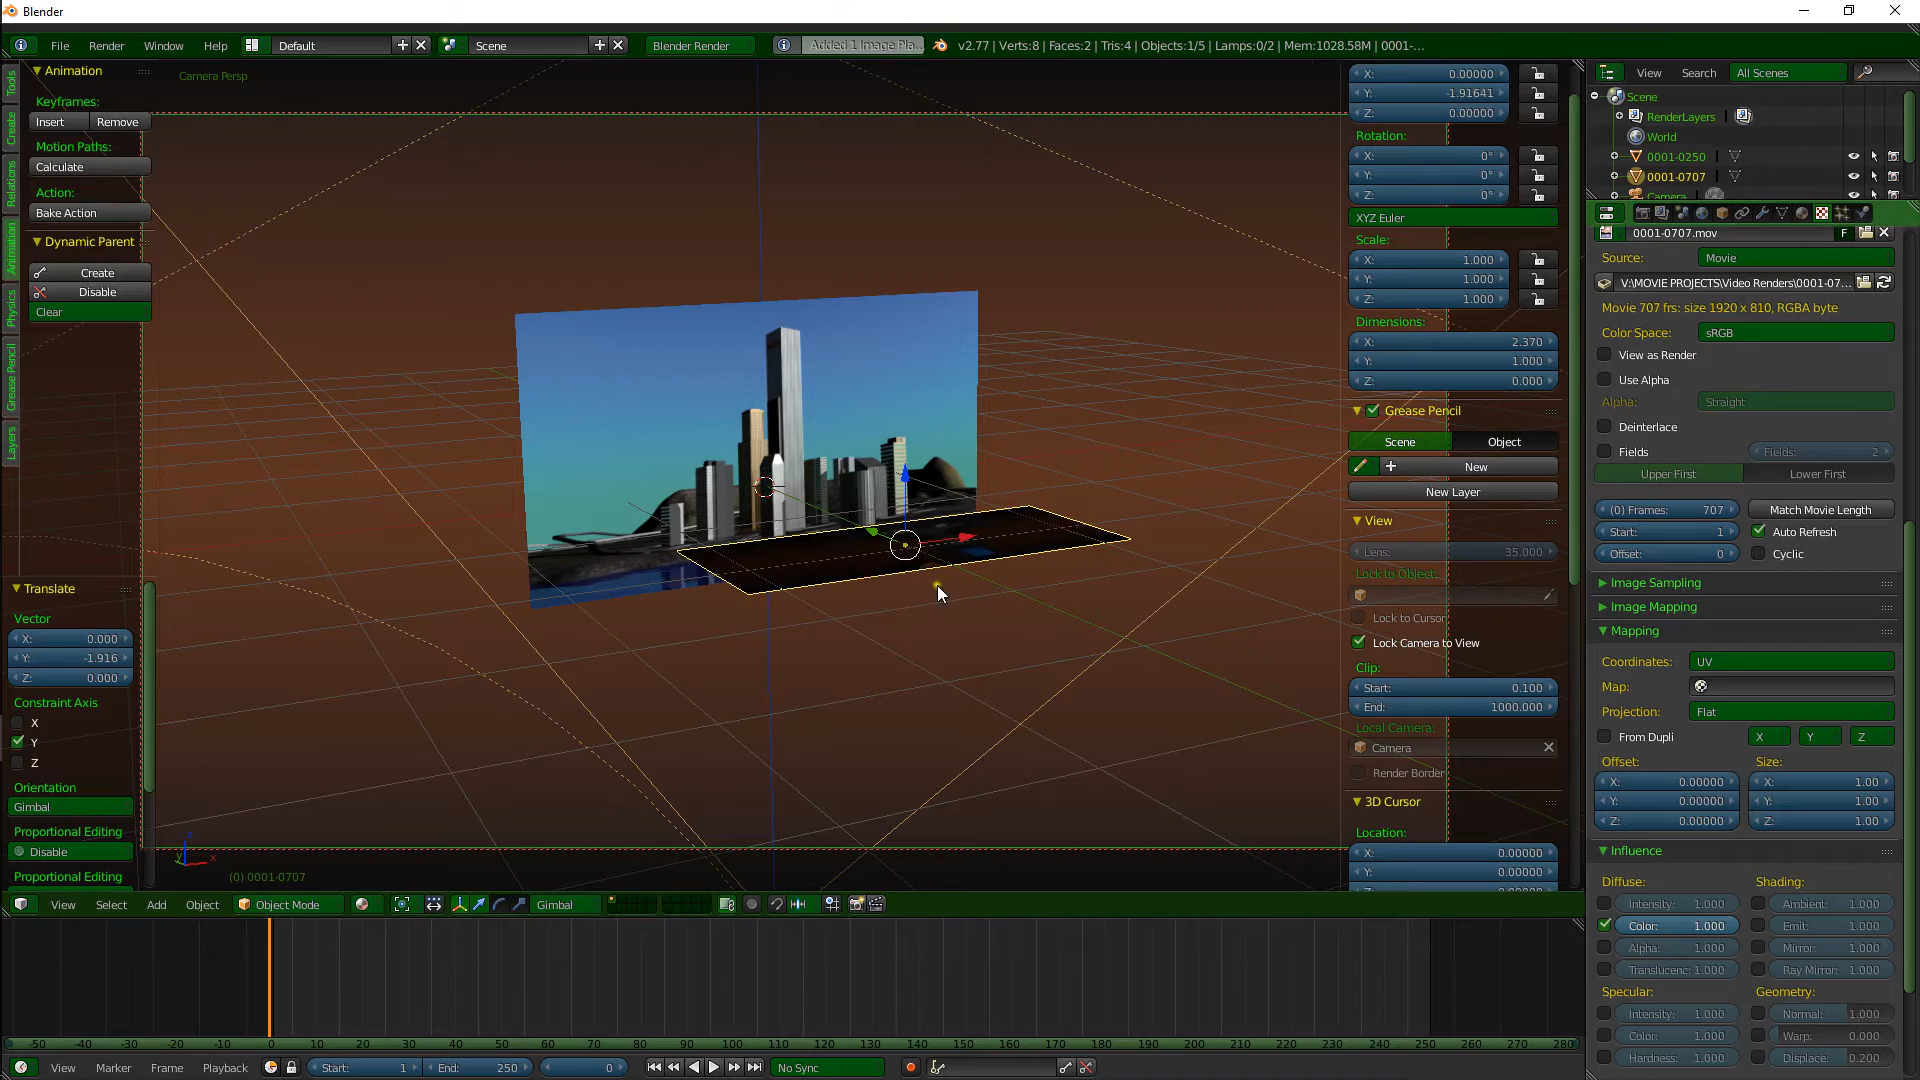 Blender
File Render Window Help Default Scene Blender Render Added 1 Image Pla... v2.77 | Verts:8 | Faces:2 | Tris:4 | Objects:1/5 | Lamps:0/2 | Mem:1028.58M | 0001-...
Tools
Create
Relations
Animation
Physics
Grease Pencil
Layers
Animation
Keyframes:
Insert Remove
Motion Paths:
Calculate
Action:
Bake Action
Dynamic Parent
Create
Disable
Clear
Translate
Vector
X: 0.000
Y: -1.916
Z: 0.000
Constraint Axis
X
Y
Z
Orientation
Gimbal
Proportional Editing
Disable
Proportional Editing
Camera Persp
(0) 0001-0707
X: 0.00000
Y: -1.91641
Z: 0.00000
Rotation:
X: 0°
Y: 0°
Z: 0°
XYZ Euler
Scale:
X: 1.000
Y: 1.000
Z: 1.000
Dimensions:
X: 2.370
Y: 1.000
Z: 0.000
Grease Pencil
Scene Object
New
New Layer
View
Lens: 35.000
Lock to Object:
Lock to Cursor
Lock Camera to View
Clip:
Start: 0.100
End: 1000.000
Local Camera:
Camera
Render Border
3D Cursor
Location:
X: 0.00000
Y: 0.00000
View Search All Scenes
Scene
RenderLayers
World
0001-0250
0001-0707
Camera
0001-0707.mov F
Source: Movie
V:\MOVIE PROJECTS\Video Renders\0001-07...
Movie 707 frs: size 1920 x 810, RGBA byte
Color Space: sRGB
View as Render
Use Alpha
Alpha: Straight
Deinterlace
Fields Fields: 2
Upper First Lower First
(0) Frames: 707 Match Movie Length
Start: 1 Auto Refresh
Offset: 0 Cyclic
Image Sampling
Image Mapping
Mapping
Coordinates: UV
Map:
Projection: Flat
From Dupli X Y Z
Offset: Size:
X: 0.00000 X: 1.00
Y: 0.00000 Y: 1.00
Z: 0.00000 Z: 1.00
Influence
Diffuse: Shading:
Intensity: 1.000 Ambient: 1.000
Color: 1.000 Emit: 1.000
Alpha: 1.000 Mirror: 1.000
Translucenc: 1.000 Ray Mirror: 1.000
Specular: Geometry:
Intensity: 1.000 Normal: 1.000
Color: 1.000 Warp: 0.000
Hardness: 1.000 Displace: 0.200
View Select Add Object Object Mode Gimbal
-50 -40 -30 -20 -10 0 10 20 30 40 50 60 70 80 90 100 110 120 130 140 150 160 170 180 190 200 210 220 230 240 250 260 270 280
View Marker Frame Playback Start: 1 End: 250 0 No Sync